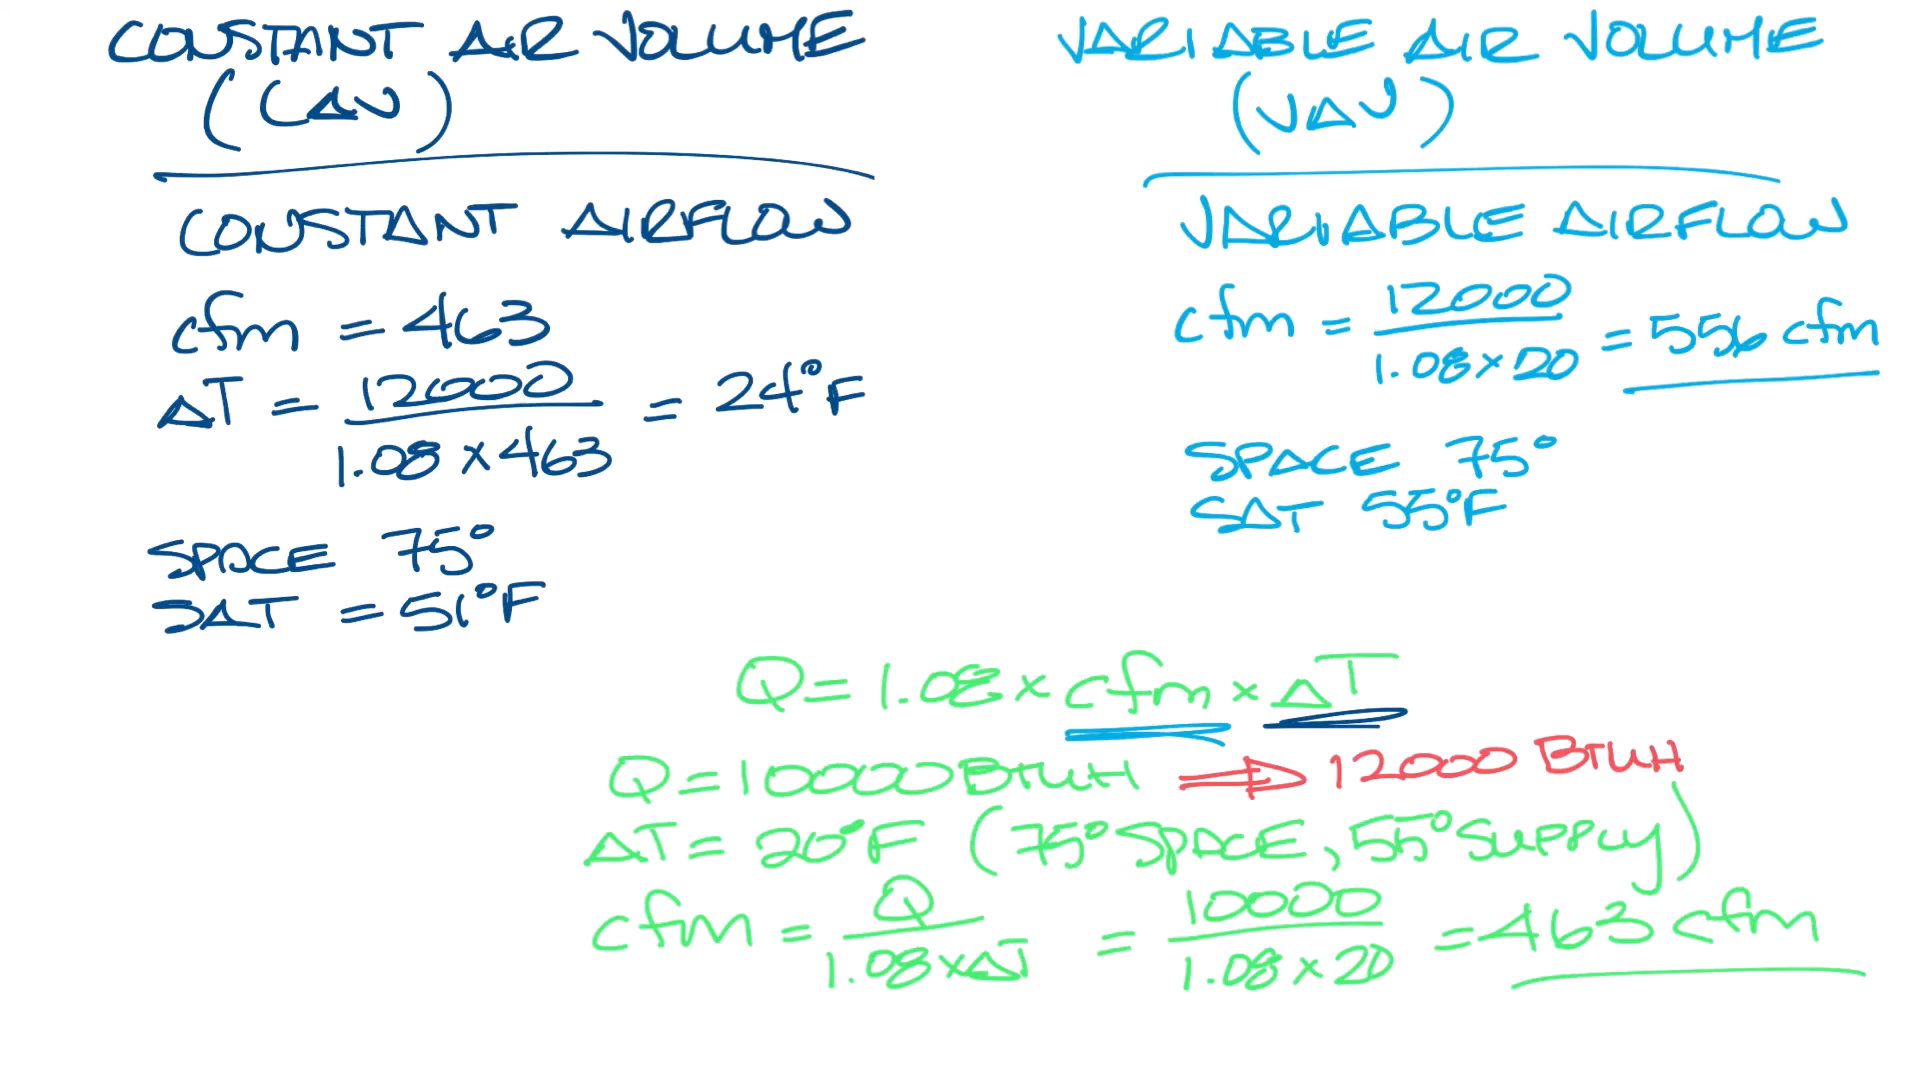 CONSTANT AIR VOLUME
(CAV)
CONSTANT AIRFLOW
cfm = 463
ΔT = 12000 / 1.08 × 463 = 24°F
SPACE 75°
SAT = 51°F
VARIABLE AIR VOLUME
(VAV)
VARIABLE AIRFLOW
cfm = 12000 / 1.08 × 20 = 556 cfm
SPACE 75°
SAT 55°F
Q = 1.08 × cfm × ΔT
Q = 10000 BTUH ⇒ 12000 BTUH
ΔT = 20°F (75° SPACE, 55° SUPPLY)
cfm = Q / 1.08 × ΔT = 10000 / 1.08 × 20 = 463 cfm